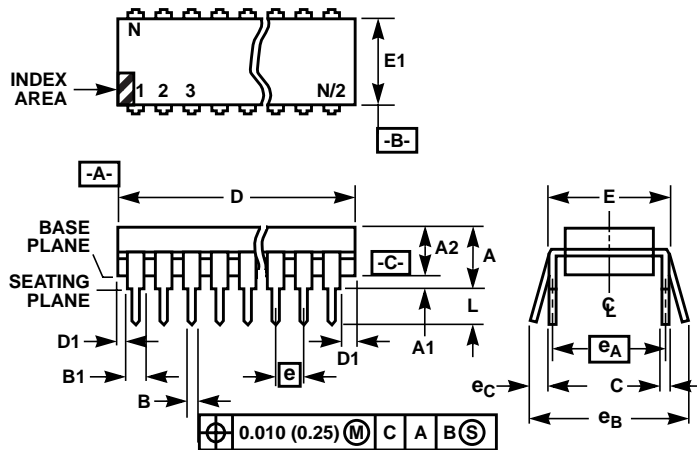 N
E1
INDEX
AREA
1 2 3 N/2
-B-
-A-
D
E
BASE
PLANE
A2
A
-C-
SEATING
PLANE
L
C
L
D1
B1
B
e
D1
A1
eA
eC
C
eB
0.010 (0.25) M C A B S